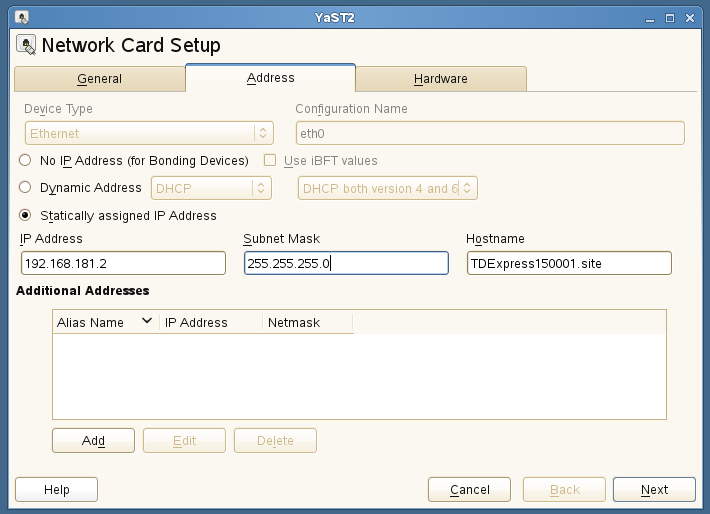 YaST2
Network Card Setup
General Address Hardware
Device Type Configuration Name
Ethernet eth0
No IP Address (for Bonding Devices) Use iBFT values
Dynamic Address DHCP DHCP both version 4 and 6
Statically assigned IP Address
IP Address Subnet Mask Hostname
192.168.181.2 255.255.255.0 TDExpress150001.site
Additional Addresses
Alias Name IP Address Netmask
Add Edit Delete
Help Cancel Back Next